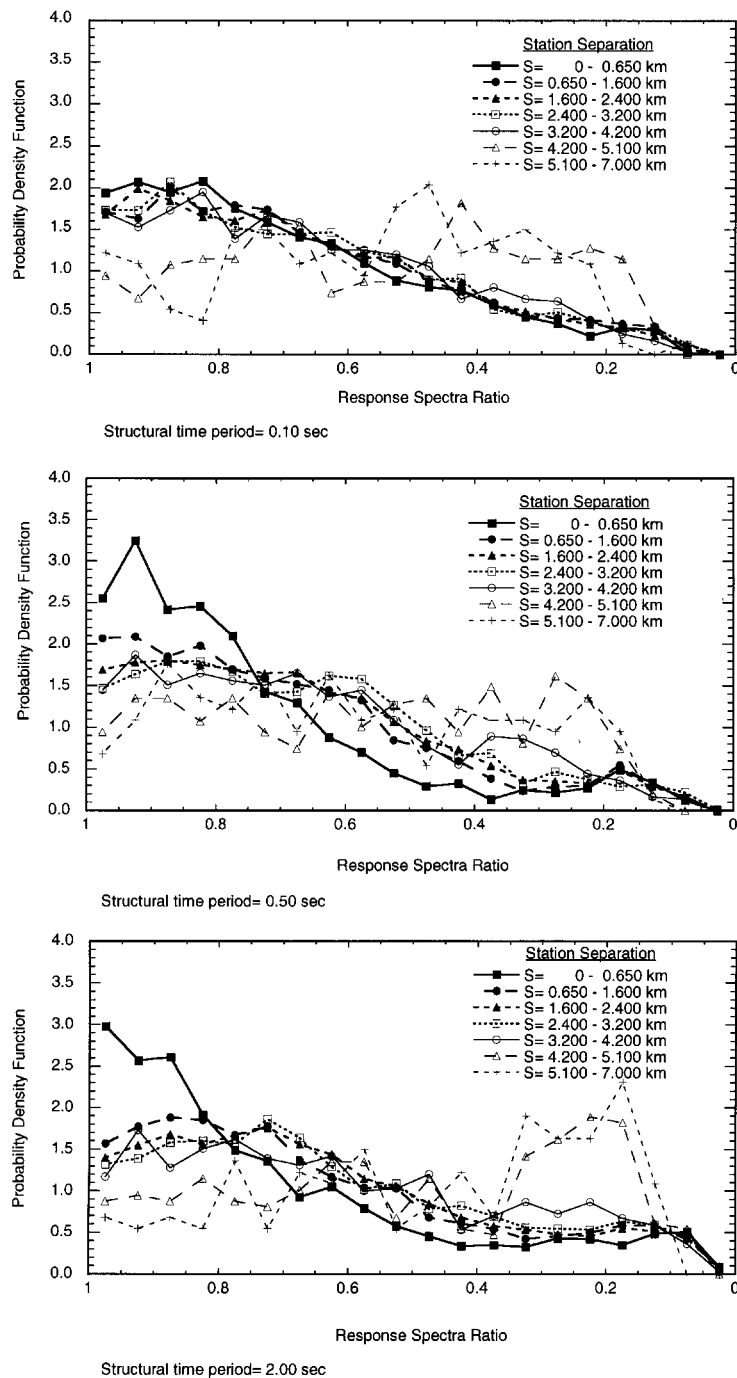 4.0
3.5
3.0
2.5
2.0
1.5
1.0
0.5
0.0
Probability Density Function
Station Separation
S= 0 - 0.650 km
S= 0.650 - 1.600 km
S= 1.600 - 2.400 km
S= 2.400 - 3.200 km
S= 3.200 - 4.200 km
S= 4.200 - 5.100 km
S= 5.100 - 7.000 km
1 0.8 0.6 0.4 0.2 0
Response Spectra Ratio
Structural time period= 0.10 sec
4.0
3.5
3.0
2.5
2.0
1.5
1.0
0.5
0.0
Probability Density Function
Station Separation
S= 0 - 0.650 km
S= 0.650 - 1.600 km
S= 1.600 - 2.400 km
S= 2.400 - 3.200 km
S= 3.200 - 4.200 km
S= 4.200 - 5.100 km
S= 5.100 - 7.000 km
1 0.8 0.6 0.4 0.2 0
Response Spectra Ratio
Structural time period= 0.50 sec
4.0
3.5
3.0
2.5
2.0
1.5
1.0
0.5
0.0
Probability Density Function
Station Separation
S= 0 - 0.650 km
S= 0.650 - 1.600 km
S= 1.600 - 2.400 km
S= 2.400 - 3.200 km
S= 3.200 - 4.200 km
S= 4.200 - 5.100 km
S= 5.100 - 7.000 km
1 0.8 0.6 0.4 0.2 0
Response Spectra Ratio
Structural time period= 2.00 sec